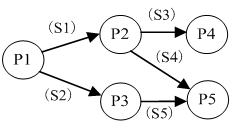 (S1)
(S3)
P2
P4
P1
(S4)
(S2)
P3
(S5)
P5